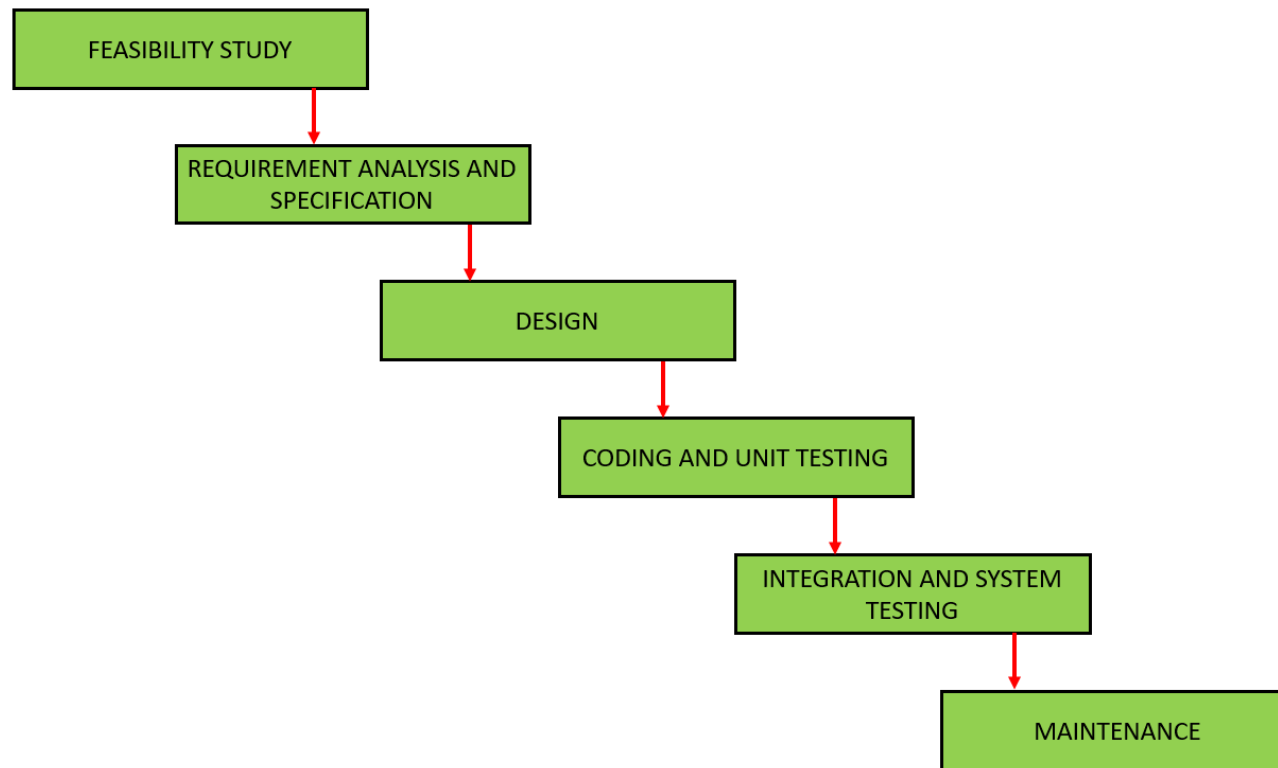 FEASIBILITY STUDY
REQUIREMENT ANALYSIS AND
SPECIFICATION
DESIGN
CODING AND UNIT TESTING
INTEGRATION AND SYSTEM
TESTING
MAINTENANCE